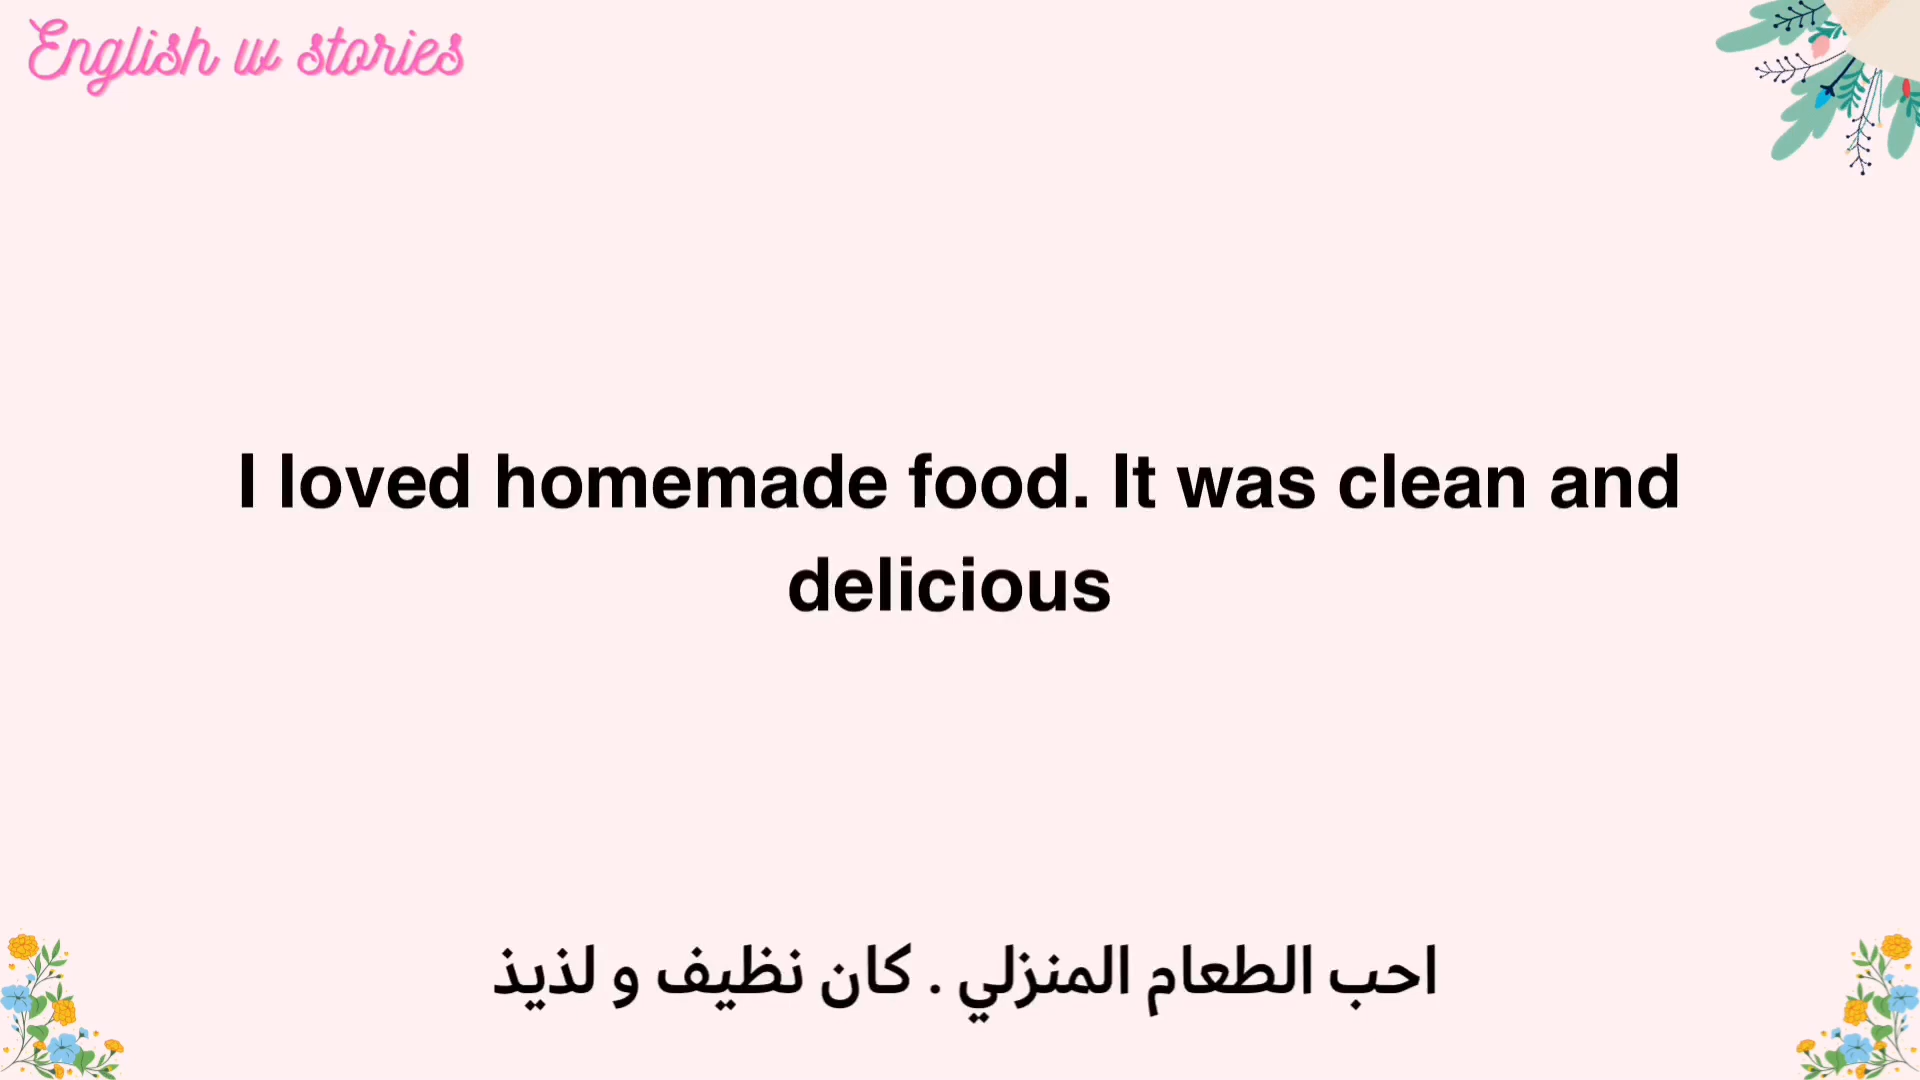 English w stories
I loved homemade food. It was clean and
delicious
احب الطعام المنزلي . كان نظيف و لذيذ